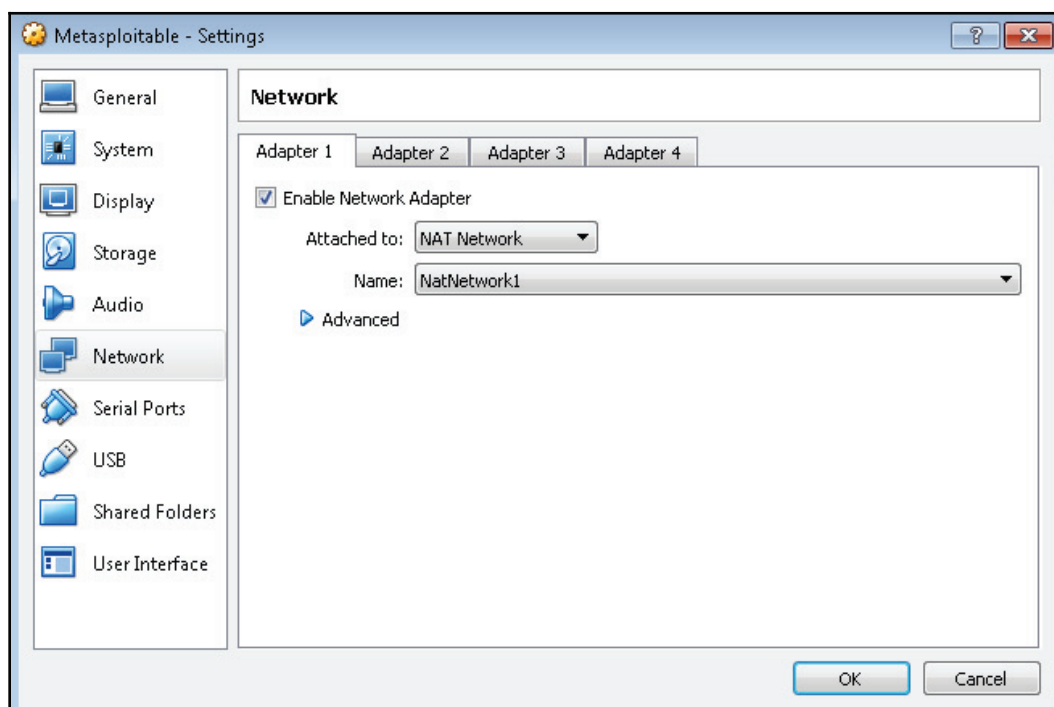 Metasploitable - Settings
General
System
Display
Storage
Audio
Network
Serial Ports
USB
Shared Folders
User Interface
Network
Adapter 1 Adapter 2 Adapter 3 Adapter 4
Enable Network Adapter
Attached to: NAT Network
Name: NatNetwork1
Advanced
OK Cancel